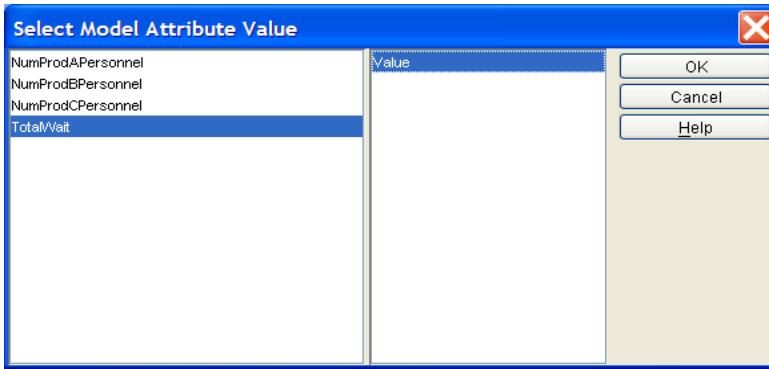 Select Model Attribute Value
NumProdAPersonnel
NumProdBPersonnel
NumProdCPersonnel
TotalWait
Value
OK
Cancel
Help